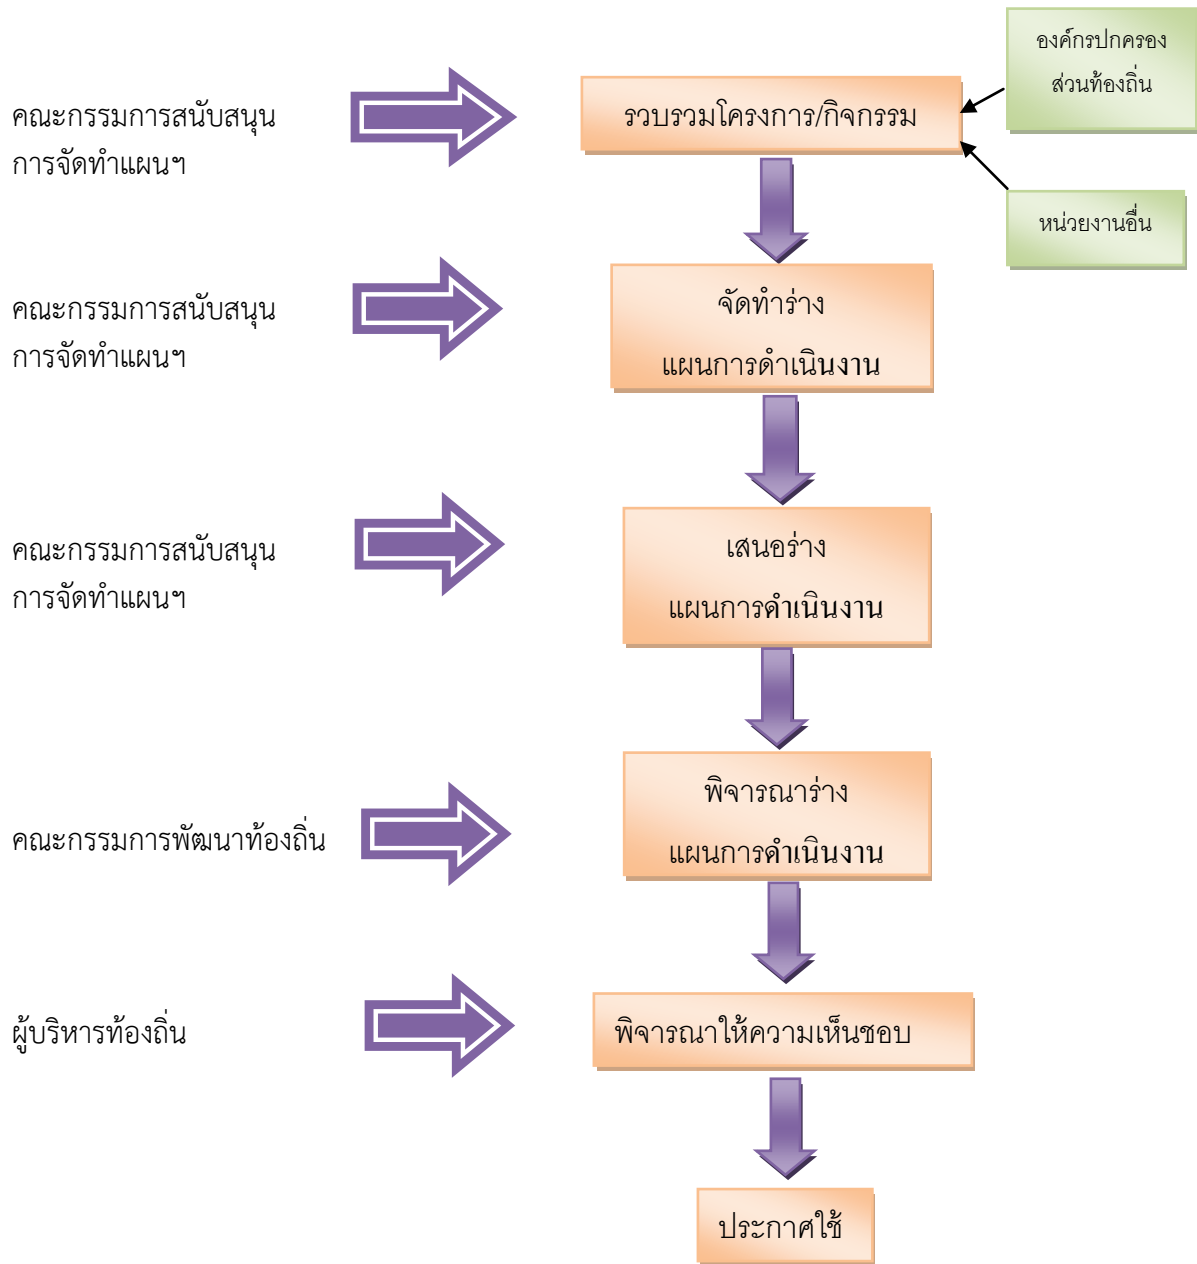 องค์กรปกครอง
ส่วนท้องถิ่น
คณะกรรมการสนับสนุน
การจัดทำแผนฯ
รวบรวมโครงการ/กิจกรรม
หน่วยงานอื่น
คณะกรรมการสนับสนุน
การจัดทำแผนฯ
จัดทำร่าง
แผนการดำเนินงาน
คณะกรรมการสนับสนุน
การจัดทำแผนฯ
เสนอร่าง
แผนการดำเนินงาน
คณะกรรมการพัฒนาท้องถิ่น
พิจารณาร่าง
แผนการดำเนินงาน
ผู้บริหารท้องถิ่น
พิจารณาให้ความเห็นชอบ
ประกาศใช้